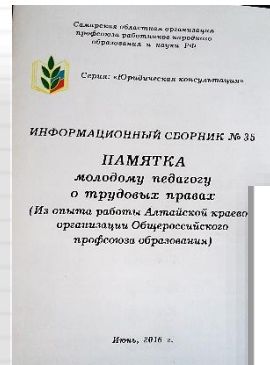 Самарская областная организация
профсоюза работников народного
образования и науки РФ
Серия: «Юридическая консультация»
ИНФОРМАЦИОННЫЙ СБОРНИК № 35
ПАМЯТКА
молодому педагогу
о трудовых правах
(Из опыта работы Алтайской краево
организации Общероссийского
профсоюза образования)
Июнь, 2016 г.